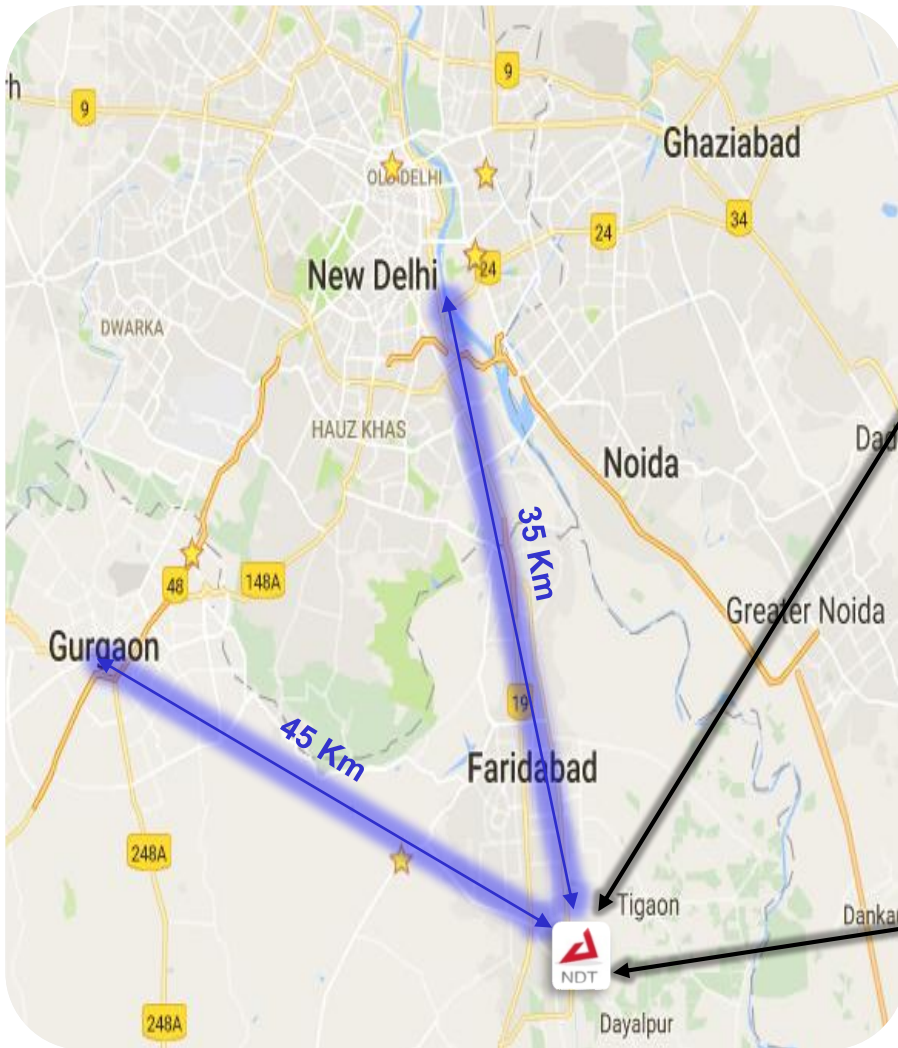 9
9
Ghaziabad
OLD DELHI
34
24
24
New Delhi
DWARKA
HAUZ KHAS
Noida
35 Km
48
148A
Greater Noida
Gurgaon
19
45 Km
Faridabad
248A
Tigaon
NDT
248A
Dayalpur